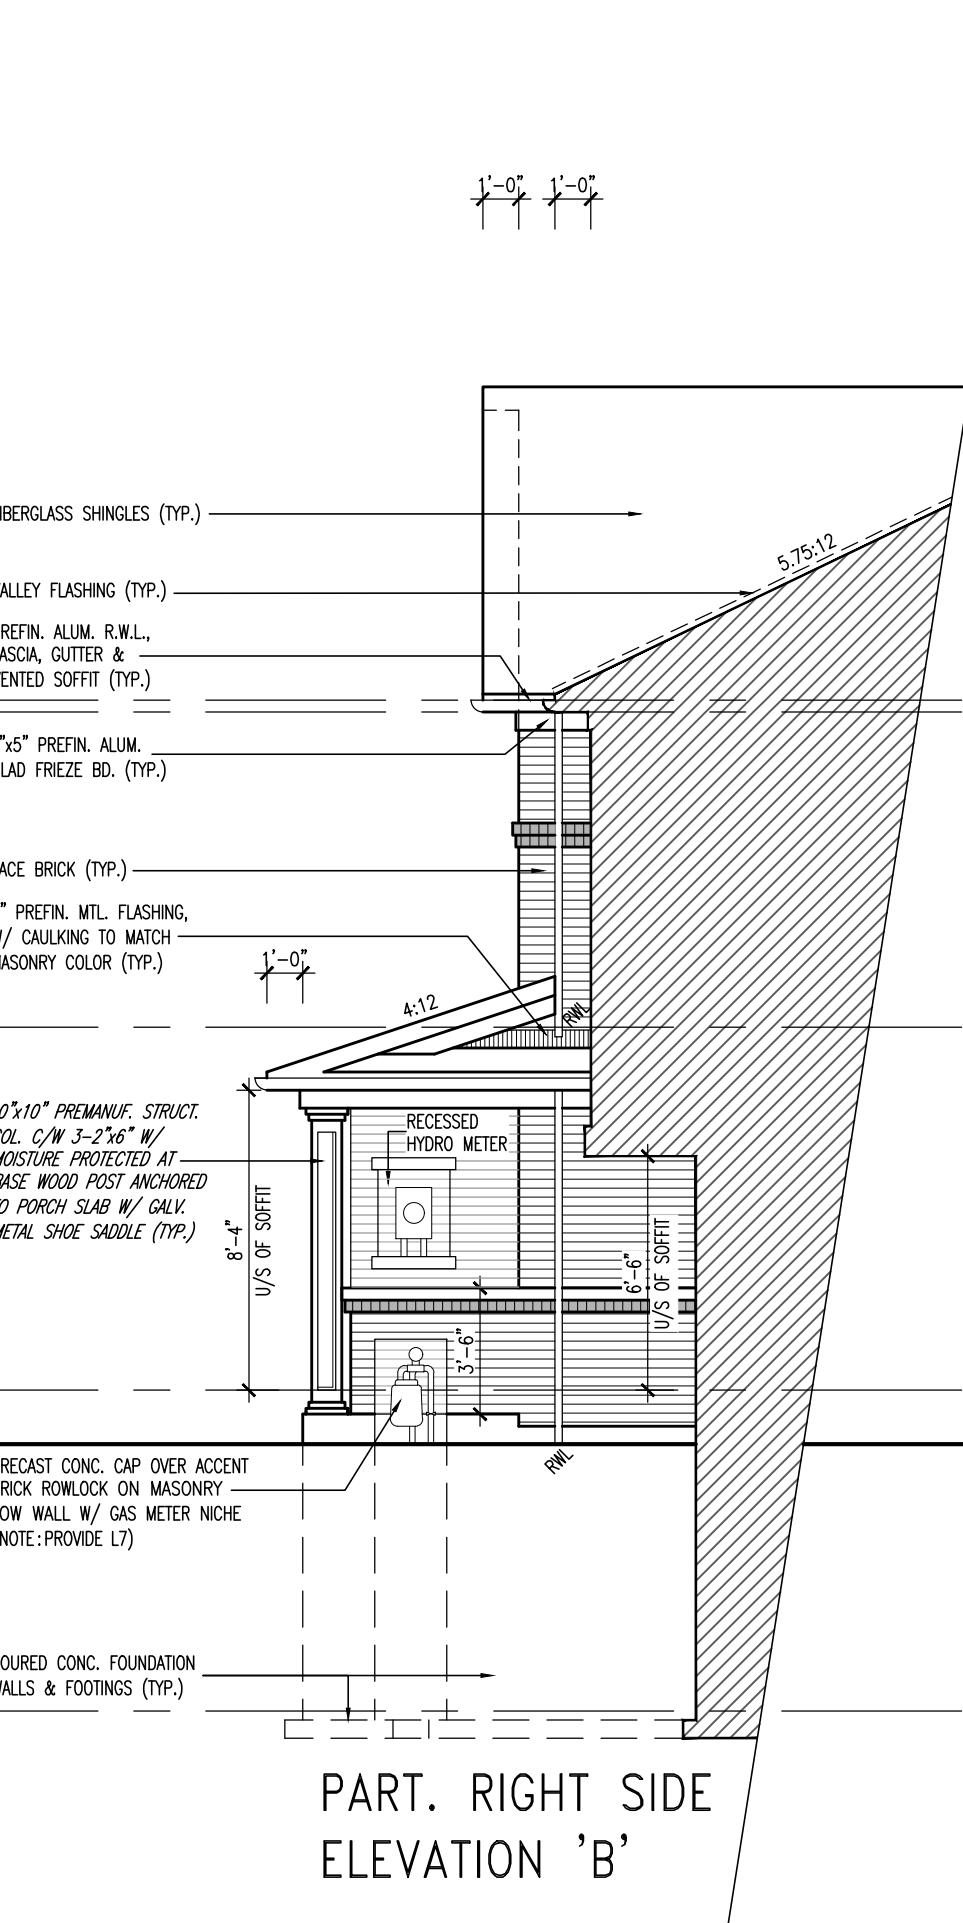 1'-0" 1'-0"
IBERGLASS SHINGLES (TYP.)
5.75:12
ALLEY FLASHING (TYP.)
REFIN. ALUM. R.W.L.,
ASCIA, GUTTER &
ENTED SOFFIT (TYP.)
"x5" PREFIN. ALUM.
LAD FRIEZE BD. (TYP.)
ACE BRICK (TYP.)
" PREFIN. MTL. FLASHING,
/ CAULKING TO MATCH
ASONRY COLOR (TYP.)
1'-0"
4:12
RWL
0"x10" PREMANUF. STRUCT.
OL. C/W 3-2"x6" W/
MOISTURE PROTECTED AT
BASE WOOD POST ANCHORED
O PORCH SLAB W/ GALV.
METAL SHOE SADDLE (TYP.)
RECESSED
HYDRO METER
8'-4"
U/S OF SOFFIT
6'-6"
U/S OF SOFFIT
3'-6"
RWL
RECAST CONC. CAP OVER ACCENT
RICK ROWLOCK ON MASONRY
OW WALL W/ GAS METER NICHE
NOTE:PROVIDE L7)
OURED CONC. FOUNDATION
ALLS & FOOTINGS (TYP.)
PART. RIGHT SIDE
ELEVATION 'B'